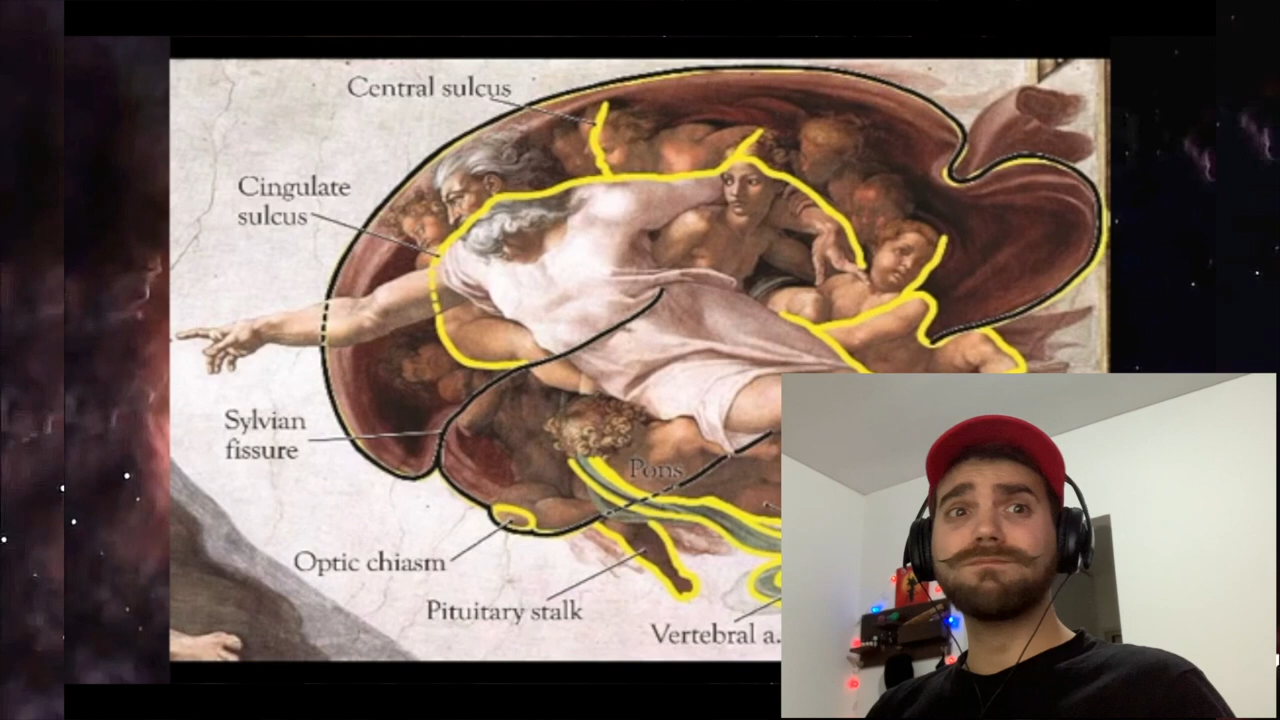 Central sulcus
Cingulate
sulcus
Sylvian
fissure
Pons
Optic chiasm
Pituitary stalk
Vertebral a.